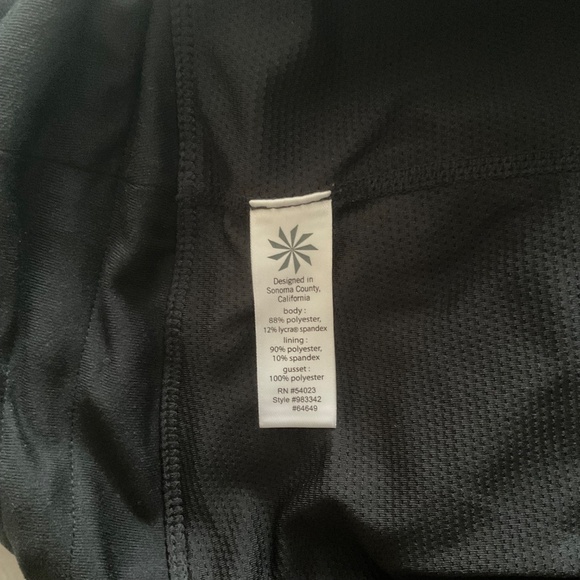 Designed in
Sonoma County,
California
body :
88% polyester,
12% lycra® spandex
lining :
90% polyester,
10% spandex
gusset :
100% polyester
RN #54023
Style #983342
#64649